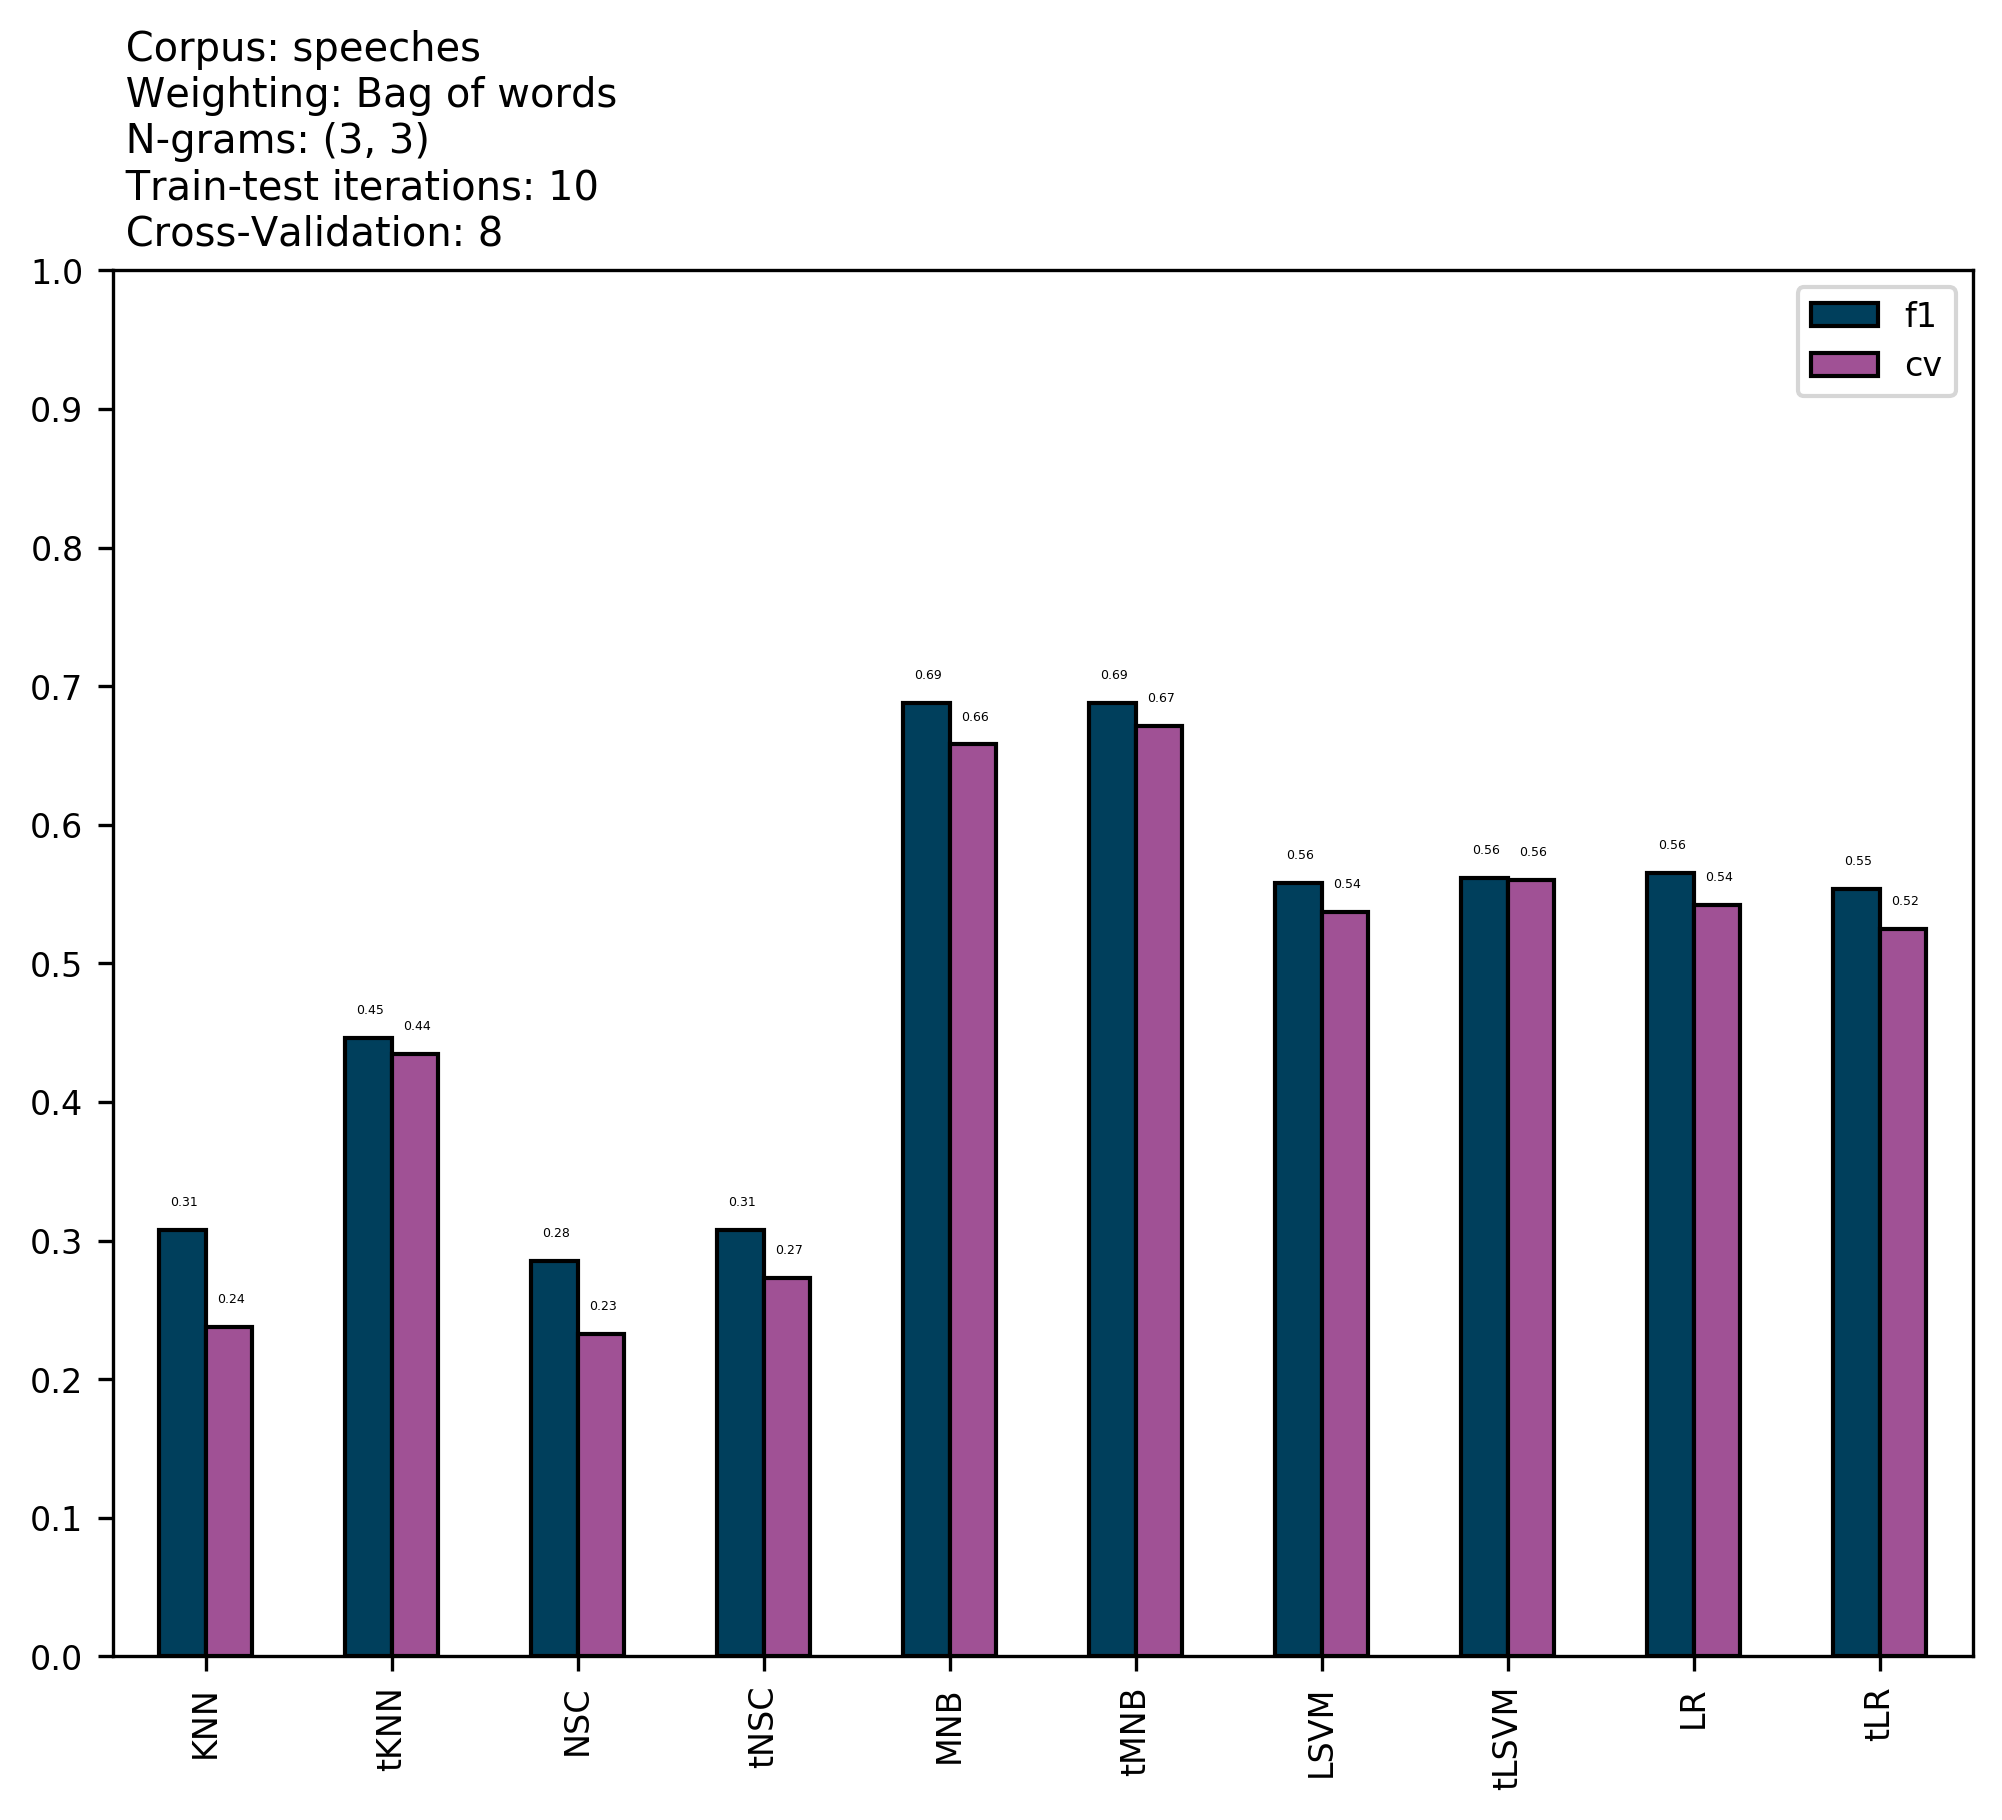 Corpus: speeches
Weighting: Bag of words
N-grams: (3, 3)
Train-test iterations: 10
Cross-Validation: 8
1.0
0.9
0.8
0.7
0.6
0.5
0.4
0.3
0.2
0.1
0.0
f1
cv
0.31
0.24
0.45
0.44
0.28
0.23
0.31
0.27
0.69
0.66
0.69
0.67
0.56
0.54
0.56
0.56
0.56
0.54
0.55
0.52
KNN
tKNN
NSC
tNSC
MNB
tMNB
LSVM
tLSVM
LR
tLR